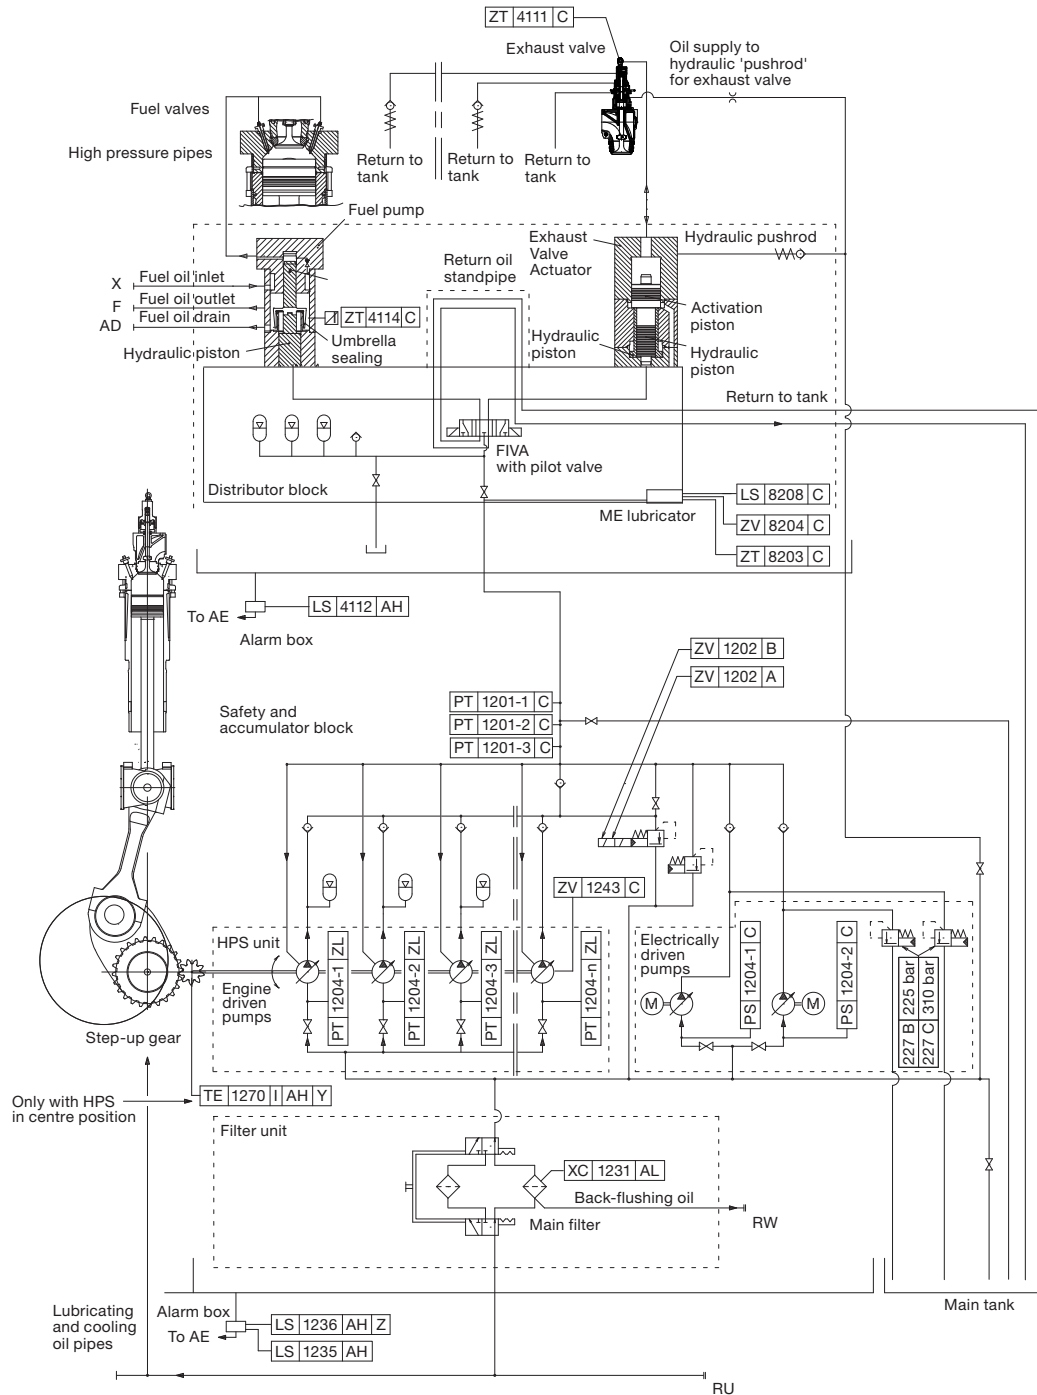 ZT 4111 C
Exhaust valve
Oil supply to
hydraulic 'pushrod'
for exhaust valve
Fuel valves
High pressure pipes
Return to
tank
Return to
tank
Return to
tank
Fuel pump
Exhaust
Valve
Actuator
Hydraulic pushrod
Return oil
standpipe
X Fuel oil inlet
F Fuel oil outlet
AD Fuel oil drain
ZT 4114 C
Activation
piston
Umbrella
sealing
Hydraulic piston
Hydraulic
piston
Hydraulic
piston
Return to tank
FIVA
with pilot valve
Distributor block
ME lubricator
LS 8208 C
ZV 8204 C
ZT 8203 C
LS 4112 AH
To AE
Alarm box
ZV 1202 B
ZV 1202 A
PT 1201-1 C
PT 1201-2 C
PT 1201-3 C
Safety and
accumulator block
ZV 1243 C
HPS unit
Engine
driven
pumps
PT 1204-1 ZL
PT 1204-2 ZL
PT 1204-3 ZL
PT 1204-n ZL
Electrically
driven
pumps
M
PS 1204-1 C
M
PS 1204-2 C
227 B 225 bar
227 C 310 bar
Step-up gear
TE 1270 I AH Y
Only with HPS
in centre position
Filter unit
XC 1231 AL
Back-flushing oil
Main filter
RW
Main tank
Lubricating
and cooling
oil pipes
Alarm box
To AE
LS 1236 AH Z
LS 1235 AH
RU